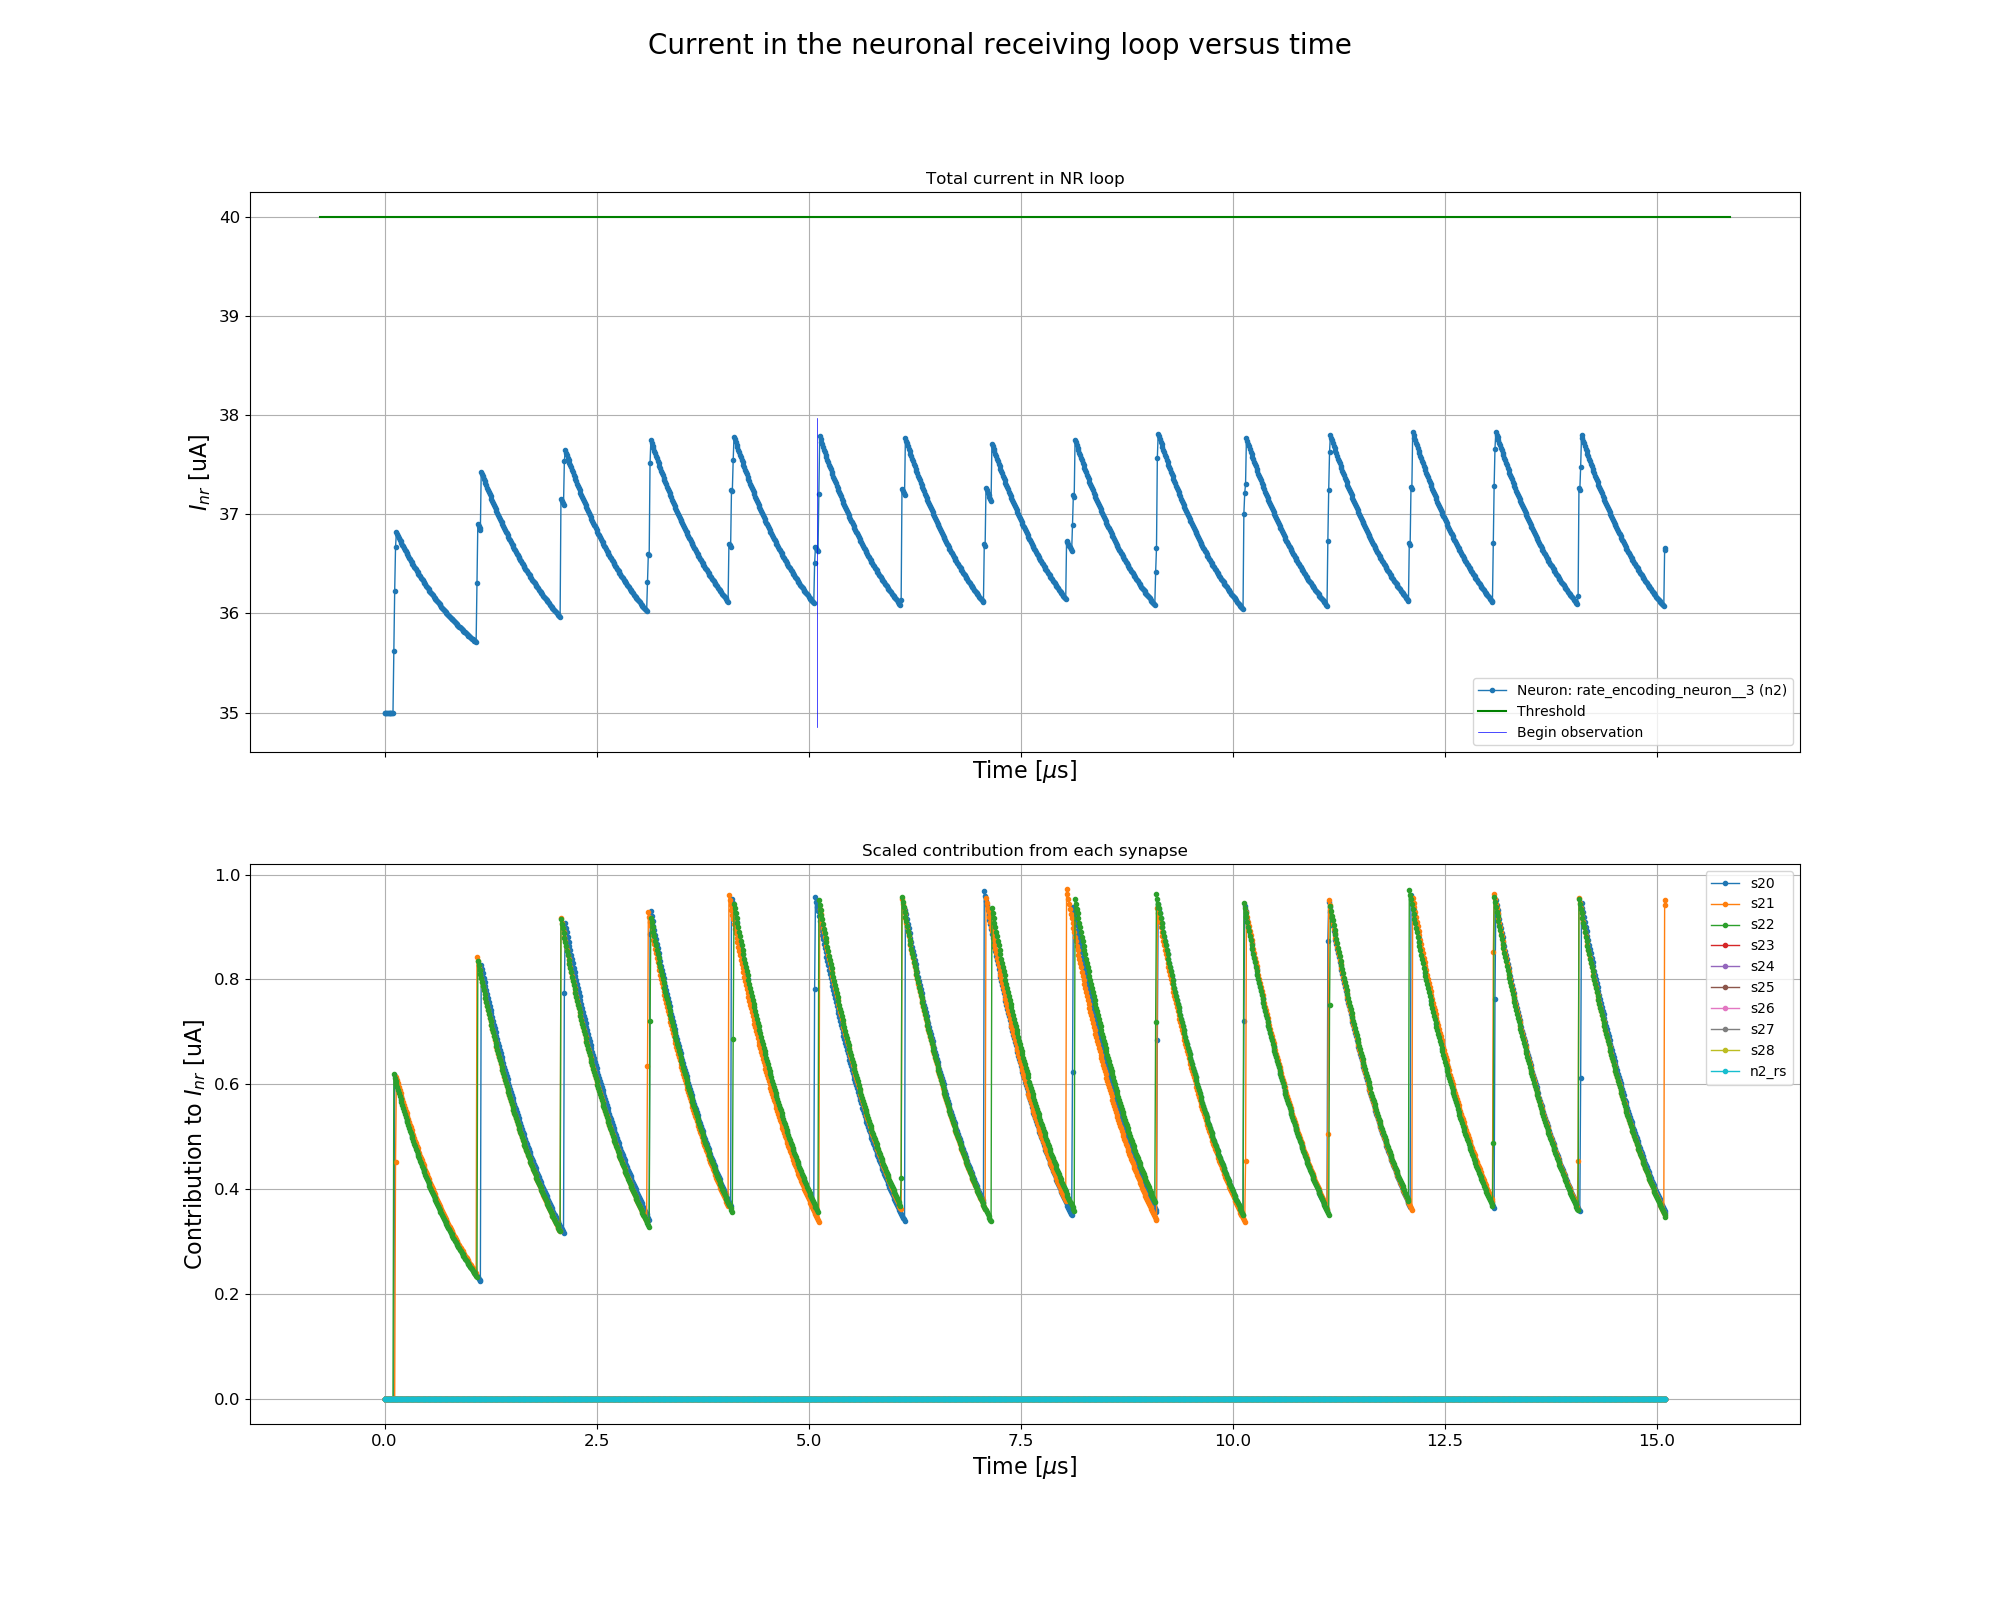 Current in the neuronal receiving loop versus time
Total current in NR loop
40
39
38
37
36
35
I_nr [uA]
Neuron: rate_encoding_neuron__3 (n2)
Threshold
Begin observation
Time [μs]
Scaled contribution from each synapse
1.0
0.8
0.6
0.4
0.2
0.0
Contribution to I_nr [uA]
s20
s21
s22
s23
s24
s25
s26
s27
s28
n2_rs
0.0 2.5 5.0 7.5 10.0 12.5 15.0
Time [μs]